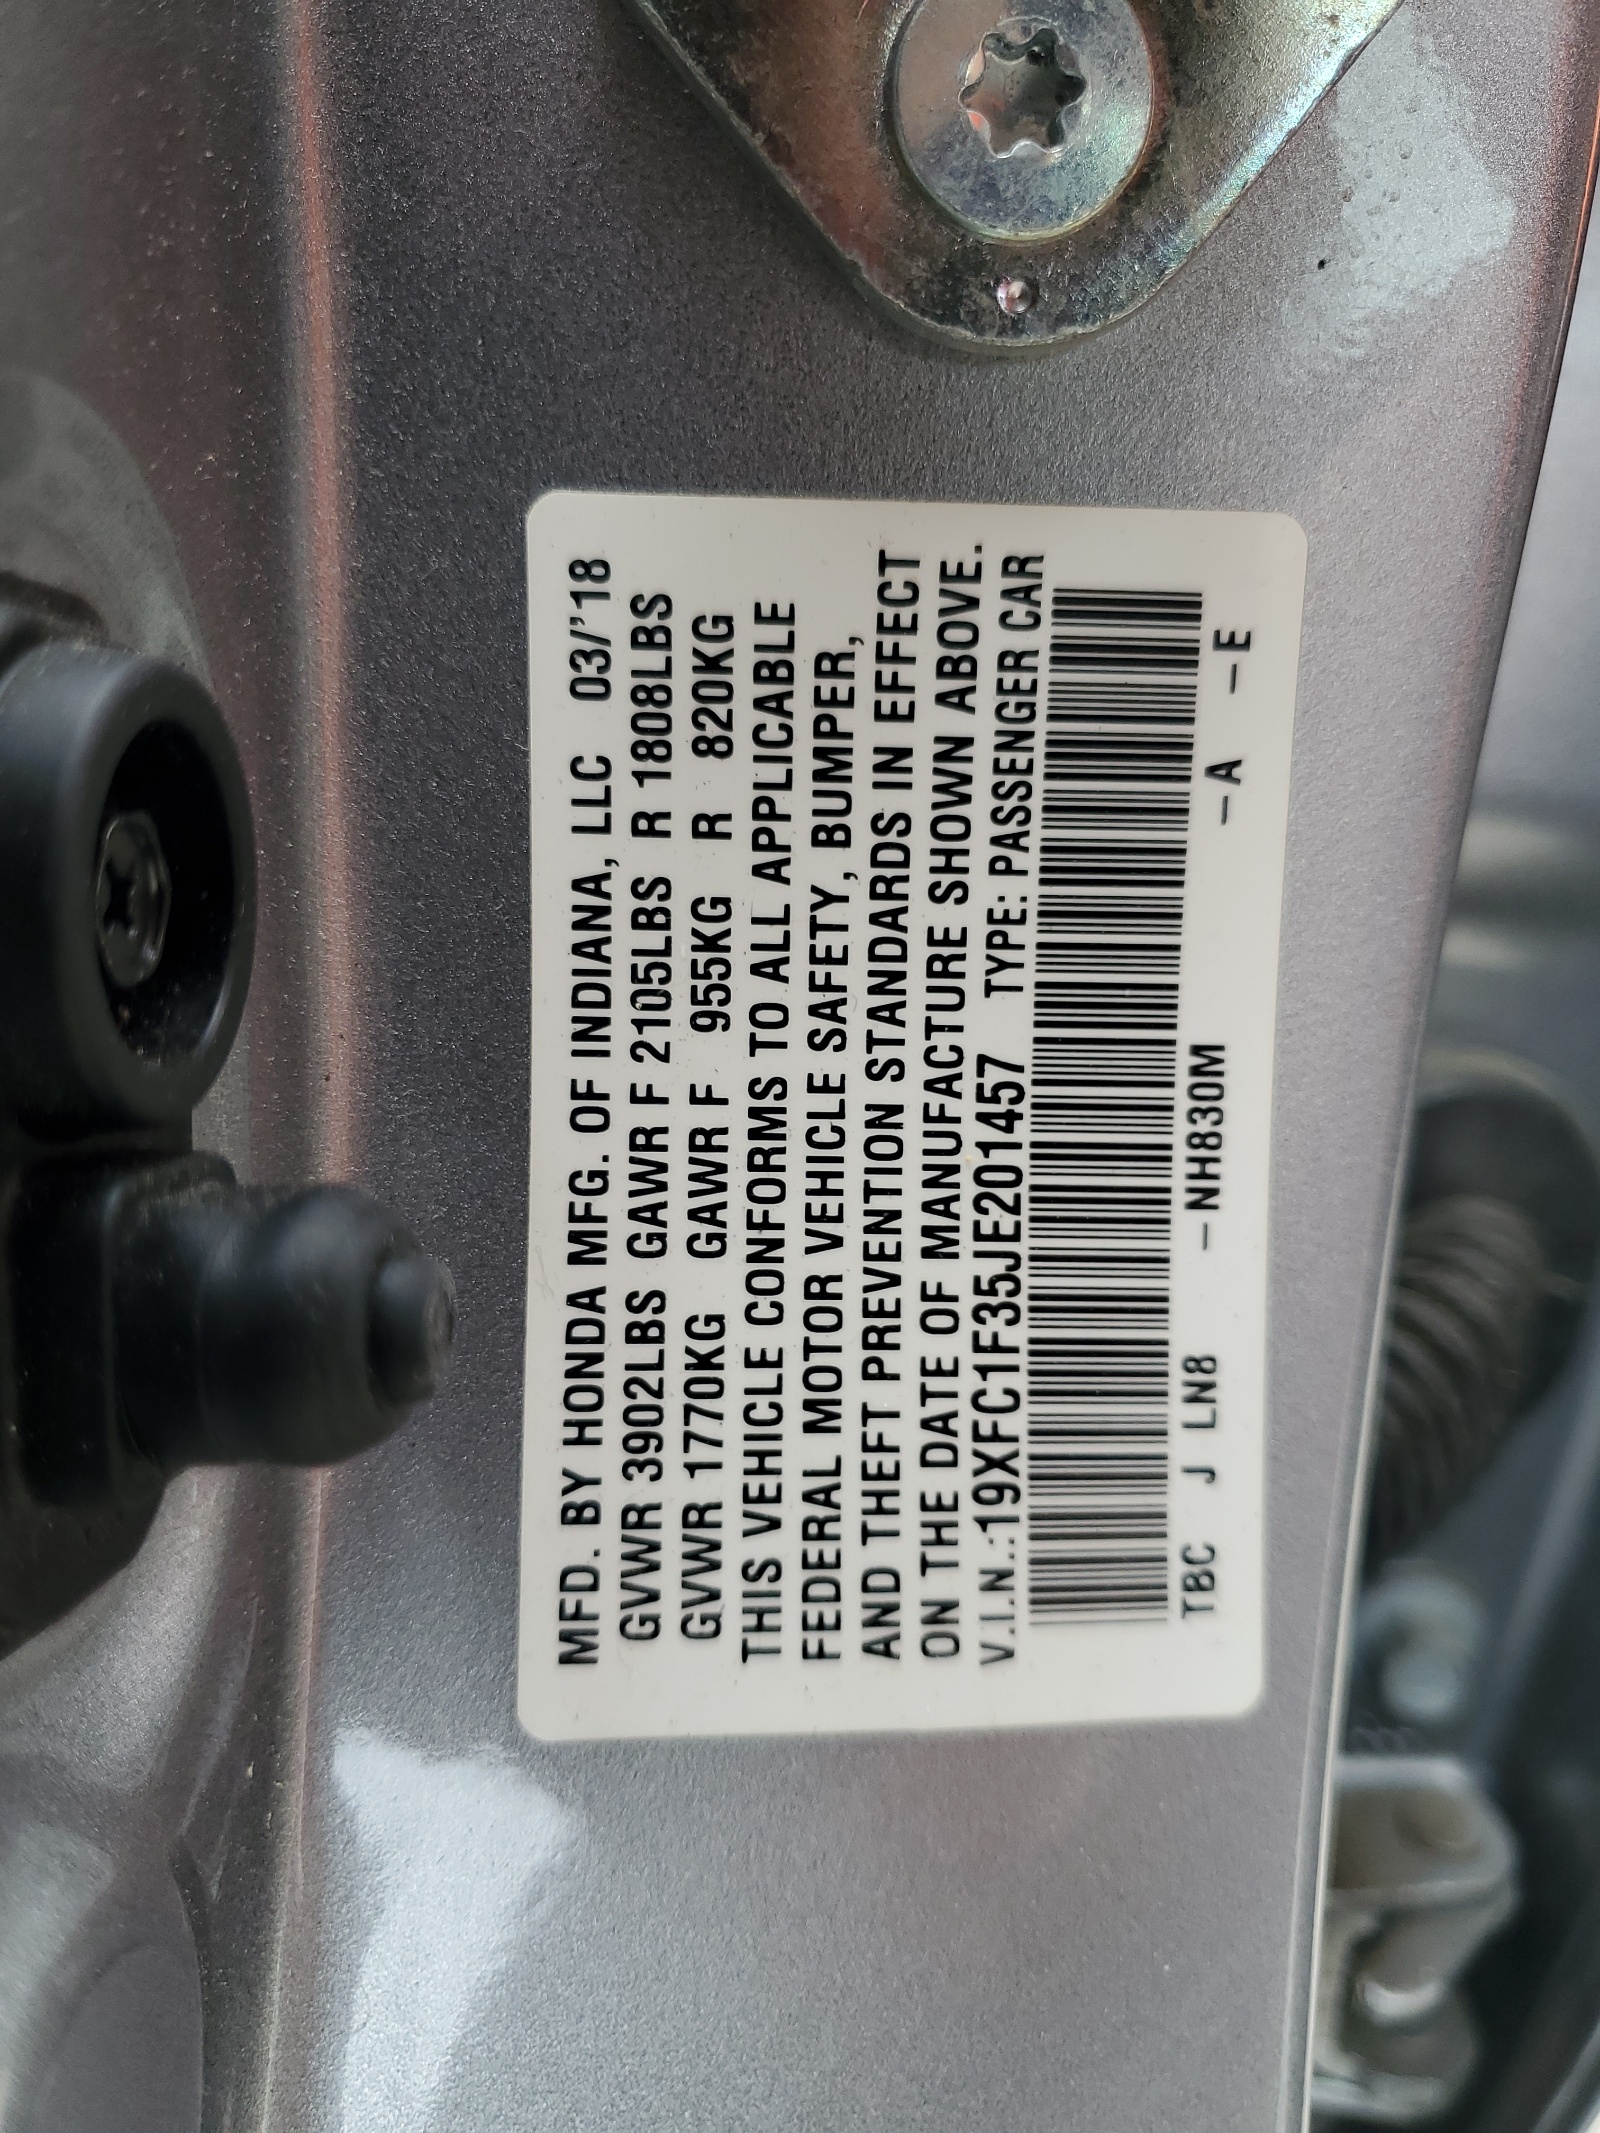 MFD. BY HONDA MFG. OF INDIANA, LLC 03/'18
GVWR 3902LBS GAWR F 2105LBS R 1808LBS
GVWR 1770KG GAWR F 955KG R 820KG
THIS VEHICLE CONFORMS TO ALL APPLICABLE
FEDERAL MOTOR VEHICLE SAFETY, BUMPER,
AND THEFT PREVENTION STANDARDS IN EFFECT
ON THE DATE OF MANUFACTURE SHOWN ABOVE.
V.I.N.:19XFC1F35JE201457 TYPE: PASSENGER CAR
TBC J LN8 –NH830M –A –E